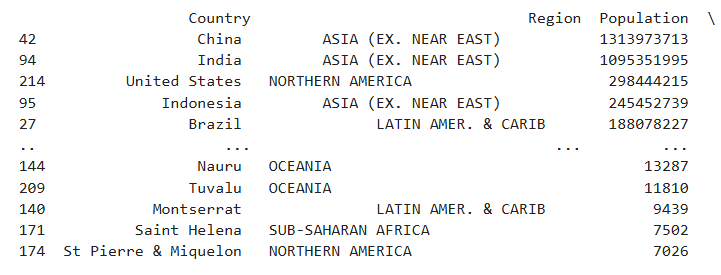 Country Region Population \
42 China ASIA (EX. NEAR EAST) 1313973713
94 India ASIA (EX. NEAR EAST) 1095351995
214 United States NORTHERN AMERICA 298444215
95 Indonesia ASIA (EX. NEAR EAST) 245452739
27 Brazil LATIN AMER. & CARIB 188078227
.. ... ... ...
144 Nauru OCEANIA 13287
209 Tuvalu OCEANIA 11810
140 Montserrat LATIN AMER. & CARIB 9439
171 Saint Helena SUB-SAHARAN AFRICA 7502
174 St Pierre & Miquelon NORTHERN AMERICA 7026